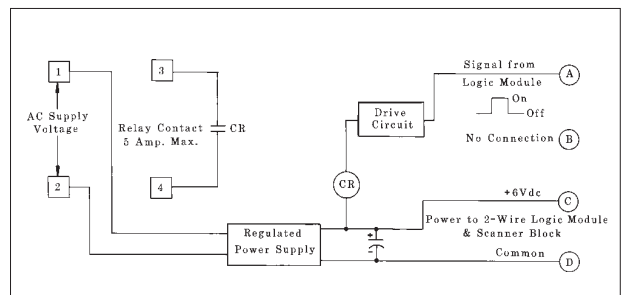 1
AC Supply
Voltage
2
3
Relay Contact
5 Amp. Max.
CR
4
Regulated
Power Supply
CR
Drive
Circuit
+
-
Signal from
Logic Module
A
On
Off
No Connection
B
+6Vdc
C
Power to 2-Wire Logic Module
& Scanner Block
Common
D